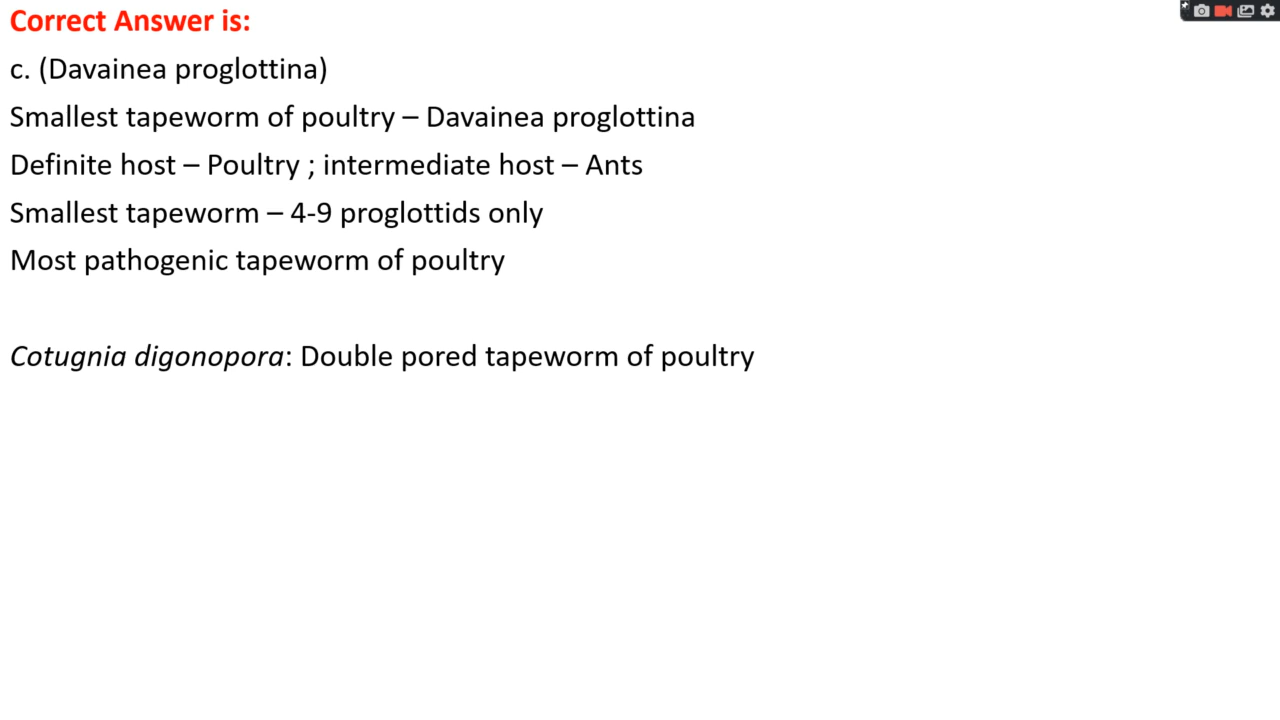 Correct Answer is:
c. (Davainea proglottina)
Smallest tapeworm of poultry – Davainea proglottina
Definite host – Poultry ; intermediate host – Ants
Smallest tapeworm – 4-9 proglottids only
Most pathogenic tapeworm of poultry
Cotugnia digonopora: Double pored tapeworm of poultry